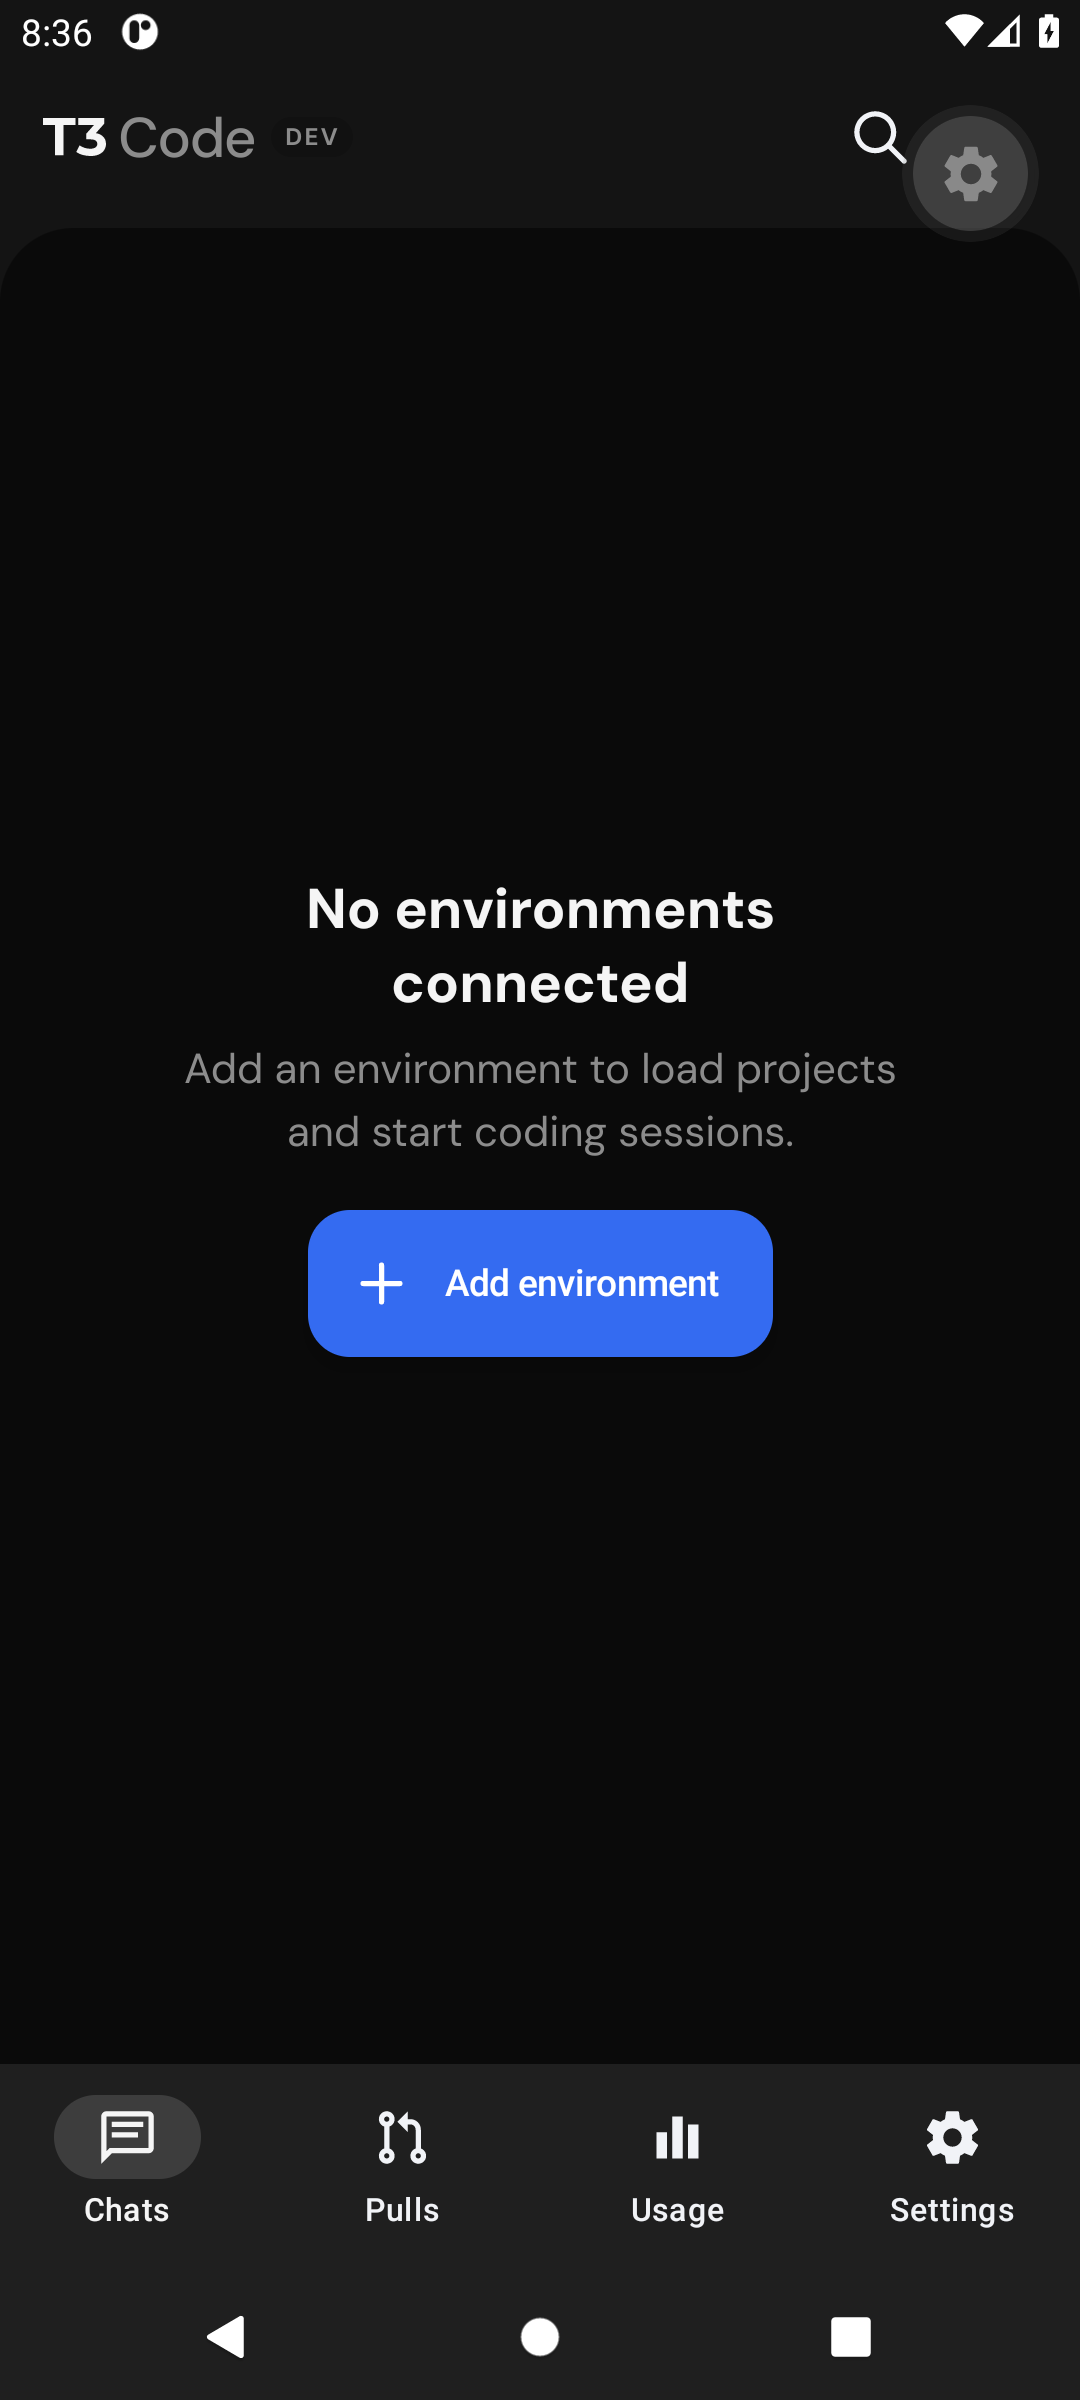 8:36
T3 Code DEV
No environments
connected
Add an environment to load projects
and start coding sessions.
Add environment
Chats
Pulls
Usage
Settings